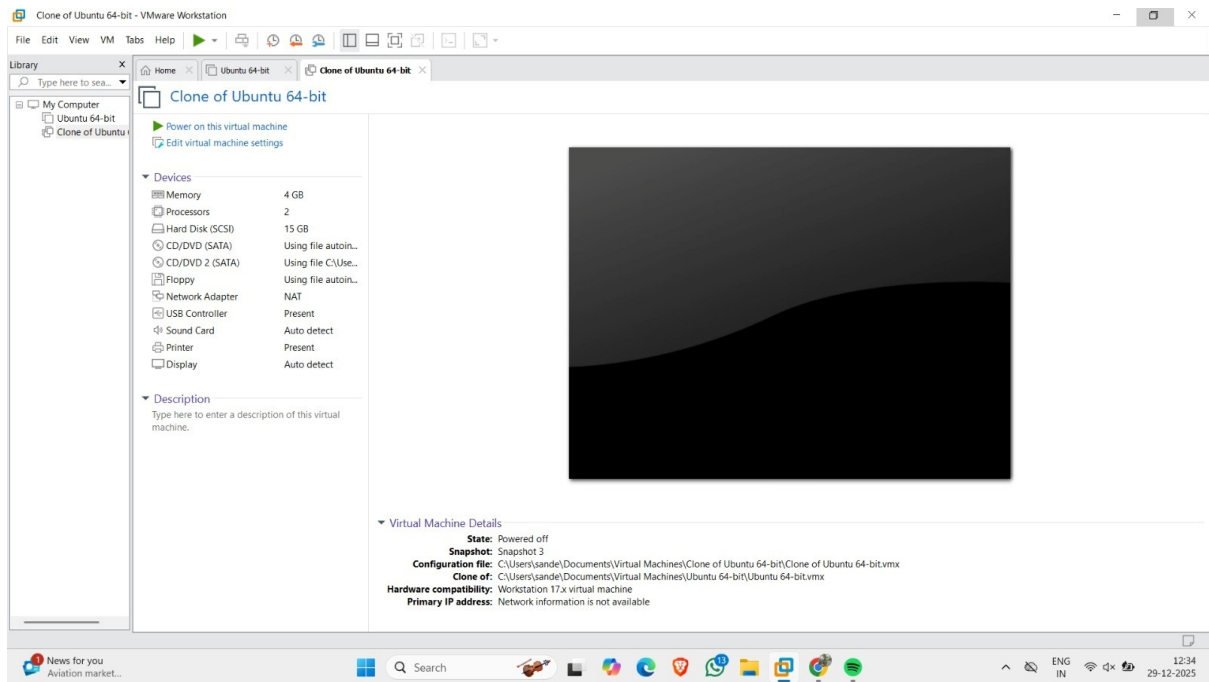 Clone of Ubuntu 64-bit - VMware Workstation
File Edit View VM Tabs Help
Library X
Type here to sea...
Home Ubuntu 64-bit Clone of Ubuntu 64-bit
Clone of Ubuntu 64-bit
My Computer
Ubuntu 64-bit
Clone of Ubuntu
Power on this virtual machine
Edit virtual machine settings
Devices
Memory 4 GB
Processors 2
Hard Disk (SCSI) 15 GB
CD/DVD (SATA) Using file autoin...
CD/DVD 2 (SATA) Using file C:\Use...
Floppy Using file autoin...
Network Adapter NAT
USB Controller Present
Sound Card Auto detect
Printer Present
Display Auto detect
Description
Type here to enter a description of this virtual
machine.
Virtual Machine Details
State: Powered off
Snapshot: Snapshot 3
Configuration file: C:\Users\sande\Documents\Virtual Machines\Clone of Ubuntu 64-bit\Clone of Ubuntu 64-bit.vmx
Clone of: C:\Users\sande\Documents\Virtual Machines\Ubuntu 64-bit\Ubuntu 64-bit.vmx
Hardware compatibility: Workstation 17.x virtual machine
Primary IP address: Network information is not available
1 News for you
Aviation market...
Search
13
ENG
IN
12:34
29-12-2025